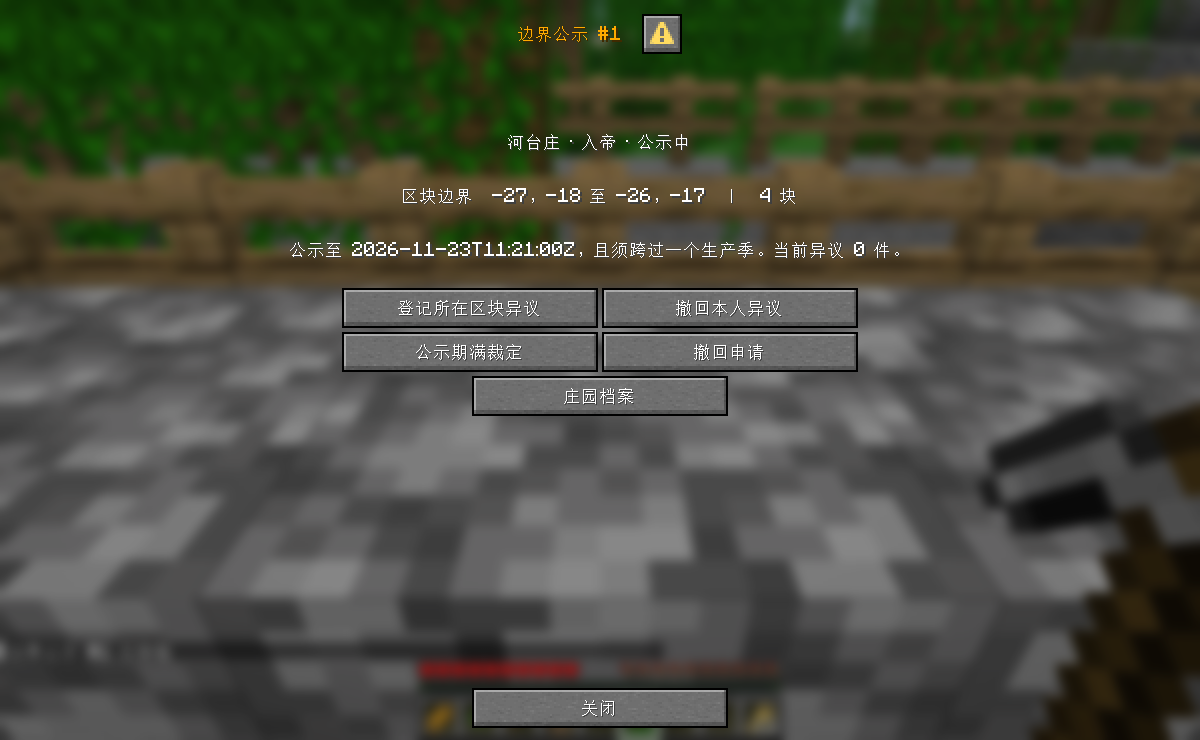 边界公示 #1
河台庄 · 入帝 · 公示中
区块边界 -27, -18 至 -26, -17 | 4 块
公示至 2026-11-23T11:21:00Z, 且须跨过一个生产季。当前异议 0 件。
登记所在区块异议 撤回本人异议
公示期满裁定 撤回申请
庄园档案
关闭